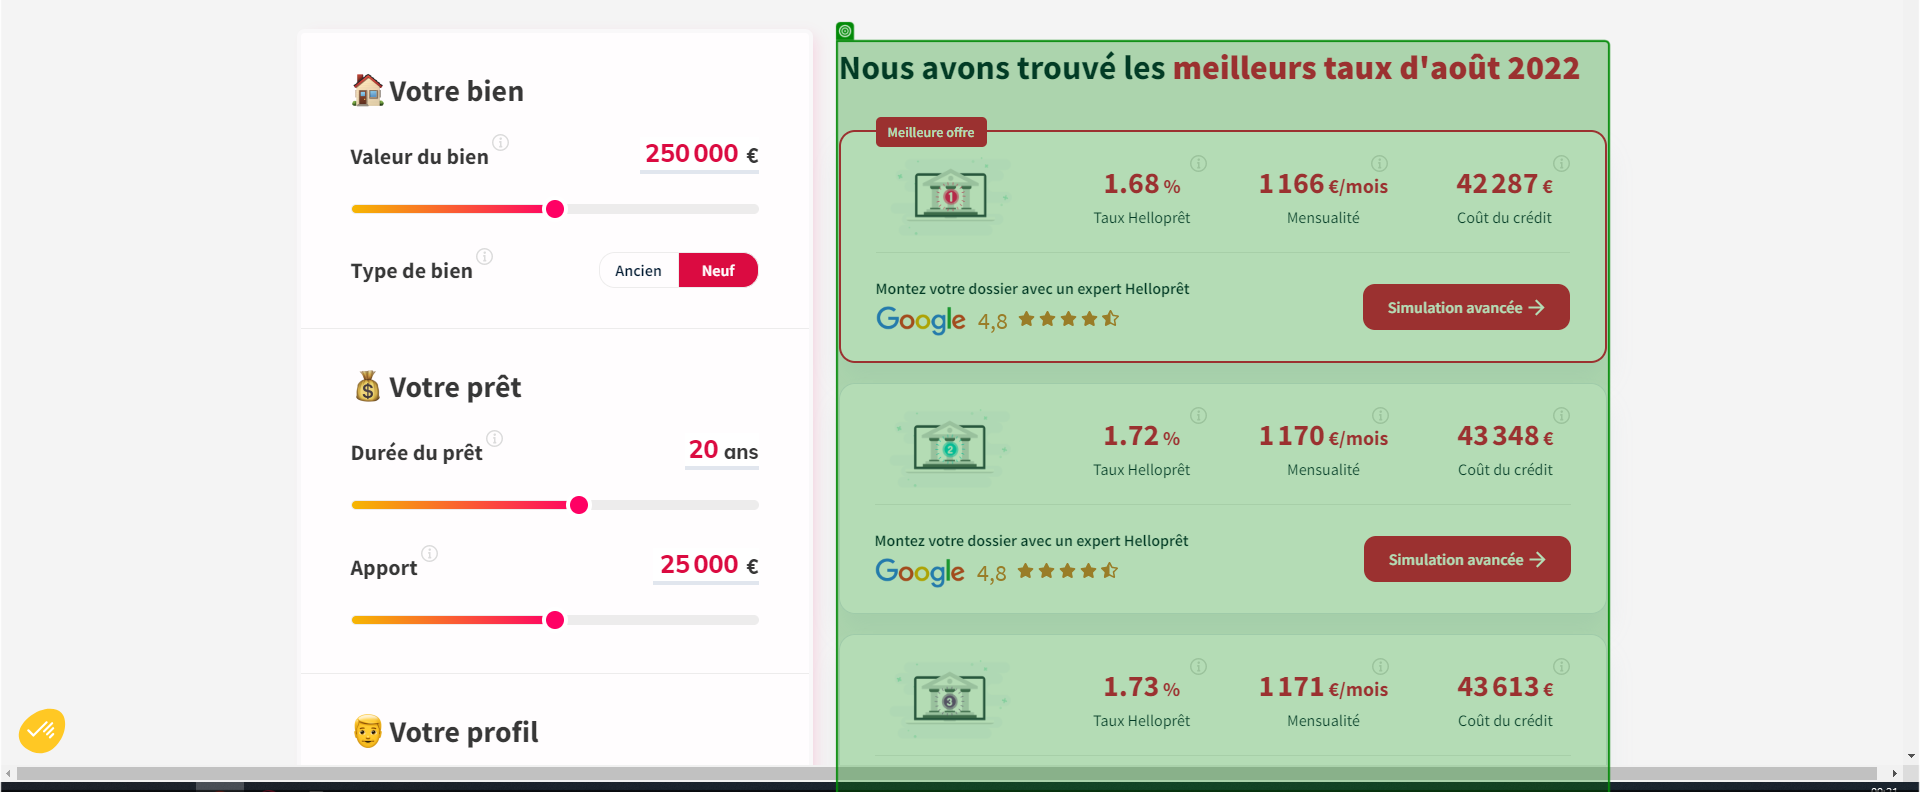 Votre bien
Valeur du bien
250 000 €
Type de bien
Ancien
Neuf
Votre prêt
Durée du prêt
20 ans
Apport
25 000 €
Votre profil
Nous avons trouvé les meilleurs taux d'août 2022
Meilleure offre
1
1.68 %
1 166 €/mois
42 287 €
Taux Helloprêt
Mensualité
Coût du crédit
Montez votre dossier avec un expert Helloprêt
Google 4,8
Simulation avancée
2
1.72 %
1 170 €/mois
43 348 €
Taux Helloprêt
Mensualité
Coût du crédit
Montez votre dossier avec un expert Helloprêt
Google 4,8
Simulation avancée
3
1.73 %
1 171 €/mois
43 613 €
Taux Helloprêt
Mensualité
Coût du crédit